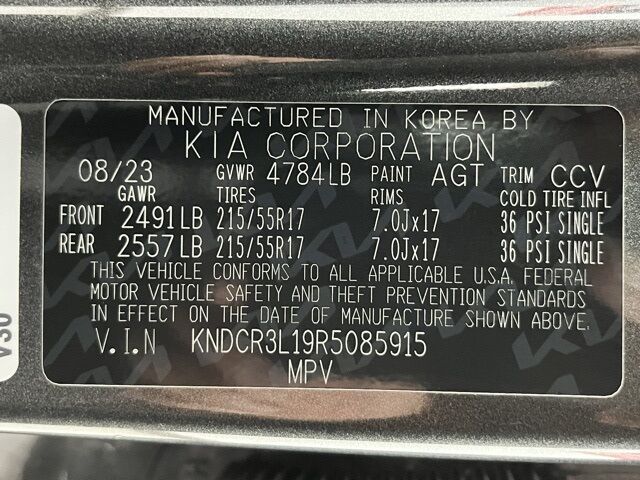 MANUFACTURED IN KOREA BY
KIA CORPORATION
08/23 GVWR 4784LB PAINT AGT TRIM CCV
GAWR TIRES RIMS COLD TIRE INFL
FRONT 2491LB 215/55R17 7.0Jx17 36 PSI SINGLE
REAR 2557LB 215/55R17 7.0Jx17 36 PSI SINGLE
THIS VEHICLE CONFORMS TO ALL APPLICABLE U.S.A. FEDERAL
MOTOR VEHICLE SAFETY AND THEFT PREVENTION STANDARDS
IN EFFECT ON THE DATE OF MANUFACTURE SHOWN ABOVE.
V.I.N KNDCR3L19R5085915
MPV
V30